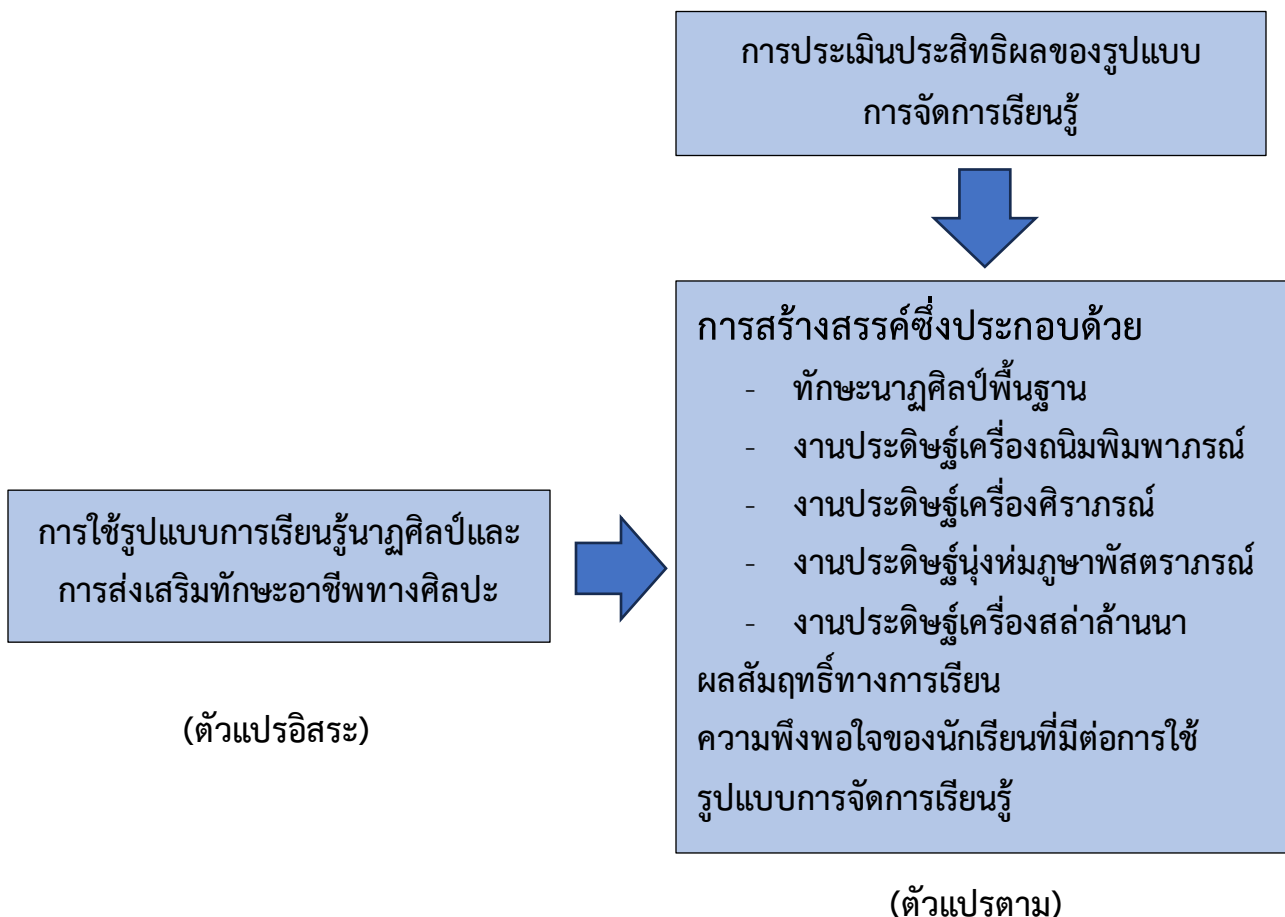 การประเมินประสิทธิผลของรูปแบบ
การจัดการเรียนรู้
การใช้รูปแบบการเรียนรู้นาฏศิลป์และ
การส่งเสริมทักษะอาชีพทางศิลปะ
(ตัวแปรอิสระ)
การสร้างสรรค์ซึ่งประกอบด้วย
- ทักษะนาฏศิลป์พื้นฐาน
- งานประดิษฐ์เครื่องถนิมพิมพาภรณ์
- งานประดิษฐ์เครื่องศิราภรณ์
- งานประดิษฐ์นุ่งห่มภูษาพัสตราภรณ์
- งานประดิษฐ์เครื่องสล่าล้านนา
ผลสัมฤทธิ์ทางการเรียน
ความพึงพอใจของนักเรียนที่มีต่อการใช้
รูปแบบการจัดการเรียนรู้
(ตัวแปรตาม)